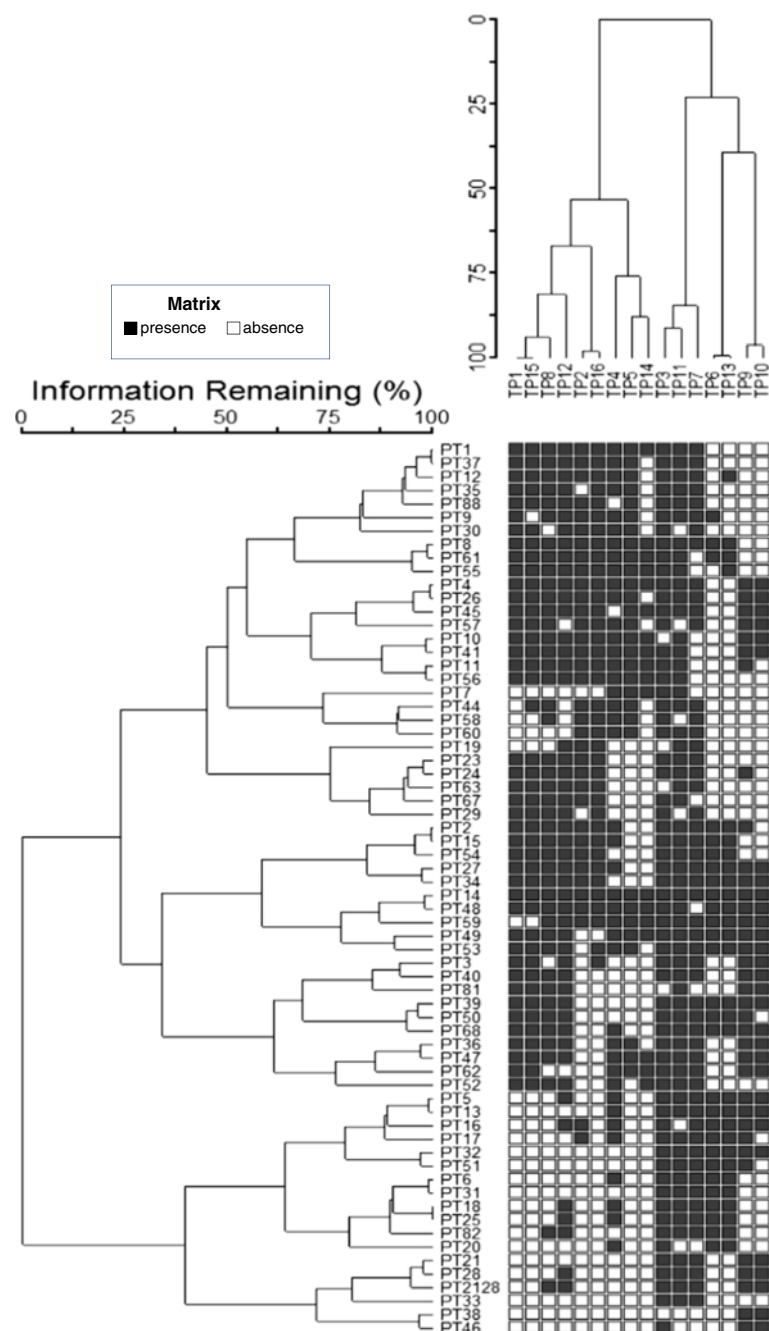 0
25
50
75
100
Matrix
presence absence
TP1 TP15 TP8 TP12 TP2 TP16 TP4 TP5 TP14 TP3 TP11 TP7 TP6 TP13 TP9 TP10
Information Remaining (%)
0 25 50 75 100
PT1
PT37
PT12
PT35
PT88
PT9
PT30
PT8
PT61
PT55
PT4
PT26
PT45
PT57
PT10
PT41
PT11
PT56
PT7
PT44
PT58
PT60
PT19
PT23
PT24
PT63
PT67
PT29
PT2
PT15
PT54
PT27
PT34
PT14
PT48
PT59
PT49
PT53
PT3
PT40
PT81
PT39
PT50
PT68
PT36
PT47
PT62
PT52
PT5
PT13
PT16
PT17
PT32
PT51
PT6
PT31
PT18
PT25
PT82
PT20
PT21
PT28
PT2128
PT33
PT38
PT46